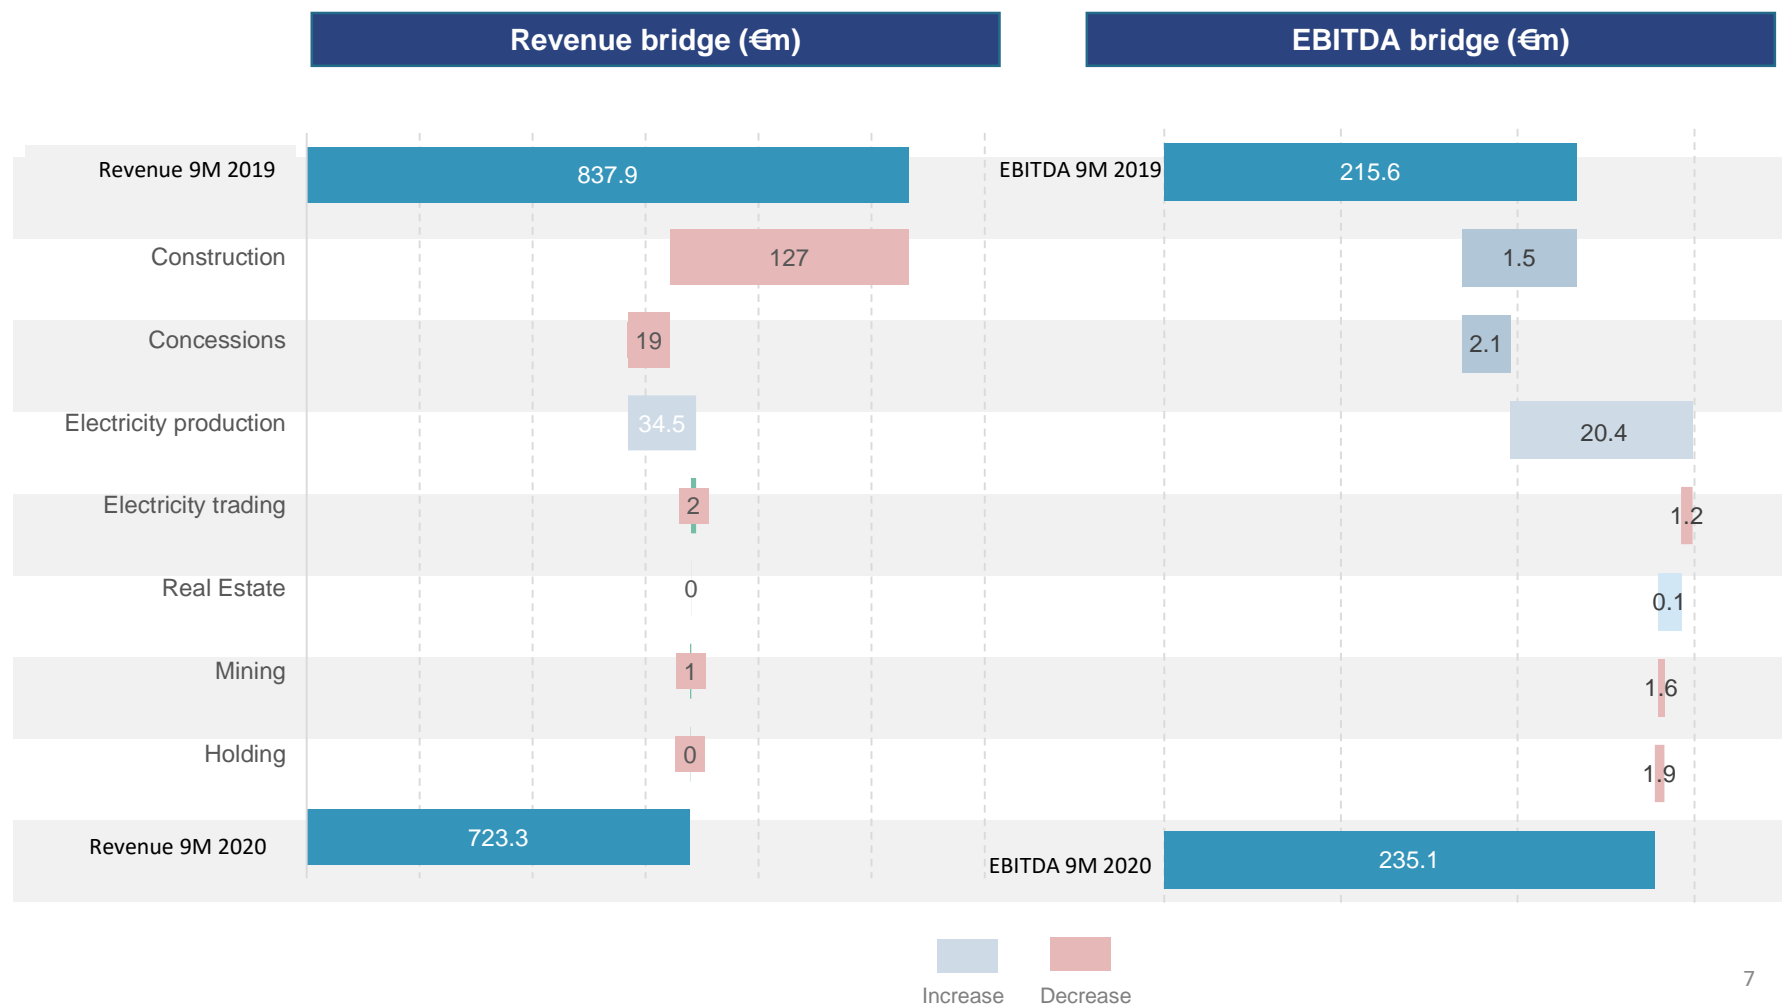 Revenue bridge (€m)
EBITDA bridge (€m)
Revenue 9M 2019
837.9
EBITDA 9M 2019
215.6
Construction
127
1.5
Concessions
19
2.1
Electricity production
34.5
20.4
Electricity trading
2
1.2
Real Estate
0
0.1
Mining
1
1.6
Holding
0
1.9
Revenue 9M 2020
723.3
EBITDA 9M 2020
235.1
Increase
Decrease
7